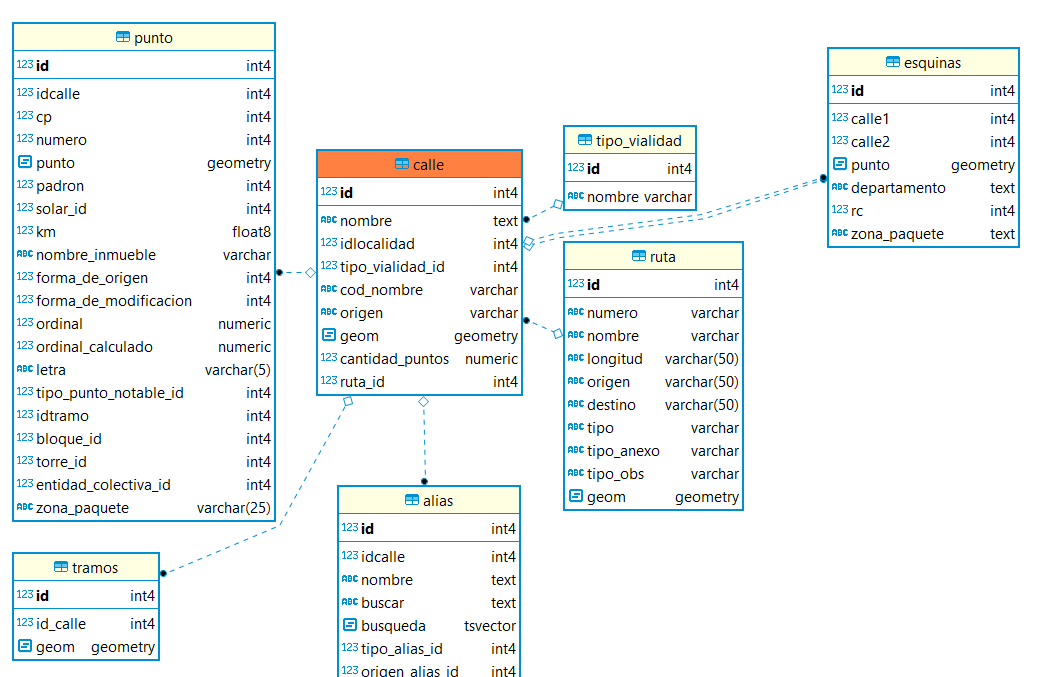 punto
123 id int4
123 idcalle int4
123 cp int4
123 numero int4
punto geometry
123 padron int4
123 solar_id int4
123 km float8
ABC nombre_inmueble varchar
123 forma_de_origen int4
123 forma_de_modificacion int4
123 ordinal numeric
123 ordinal_calculado numeric
ABC letra varchar(5)
123 tipo_punto_notable_id int4
123 idtramo int4
123 bloque_id int4
123 torre_id int4
123 entidad_colectiva_id int4
ABC zona_paquete varchar(25)
tramos
123 id int4
123 id_calle int4
geom geometry
calle
123 id int4
ABC nombre text
123 idlocalidad int4
123 tipo_vialidad_id int4
ABC cod_nombre varchar
ABC origen varchar
geom geometry
123 cantidad_puntos numeric
123 ruta_id int4
alias
123 id int4
123 idcalle int4
ABC nombre text
ABC buscar text
busqueda tsvector
123 tipo_alias_id int4
123 origen_alias_id int4
tipo_vialidad
123 id int4
ABC nombre varchar
ruta
123 id int4
ABC numero varchar
ABC nombre varchar
ABC longitud varchar(50)
ABC origen varchar(50)
ABC destino varchar(50)
ABC tipo varchar
ABC tipo_anexo varchar
ABC tipo_obs varchar
geom geometry
esquinas
123 id int4
123 calle1 int4
123 calle2 int4
punto geometry
ABC departamento text
123 rc int4
ABC zona_paquete text